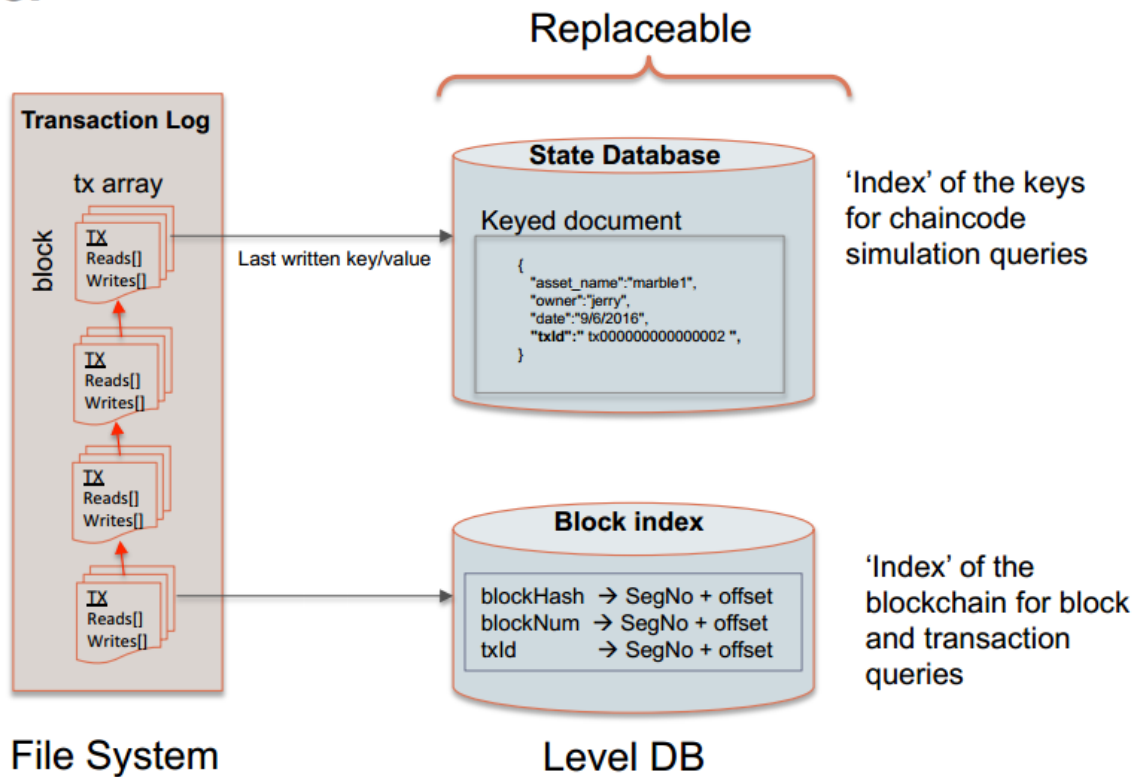 Replaceable
Transaction Log
tx array
block
TX
Reads[]
Writes[]
TX
Reads[]
Writes[]
TX
Reads[]
Writes[]
TX
Reads[]
Writes[]
File System
Last written key/value
State Database
Keyed document
{
"asset_name":"marble1",
"owner":"jerry",
"date":"9/6/2016",
"txId":" tx000000000000002 ",
}
'Index' of the keys
for chaincode
simulation queries
Block index
blockHash → SegNo + offset
blockNum → SegNo + offset
txId → SegNo + offset
'Index' of the
blockchain for block
and transaction
queries
Level DB